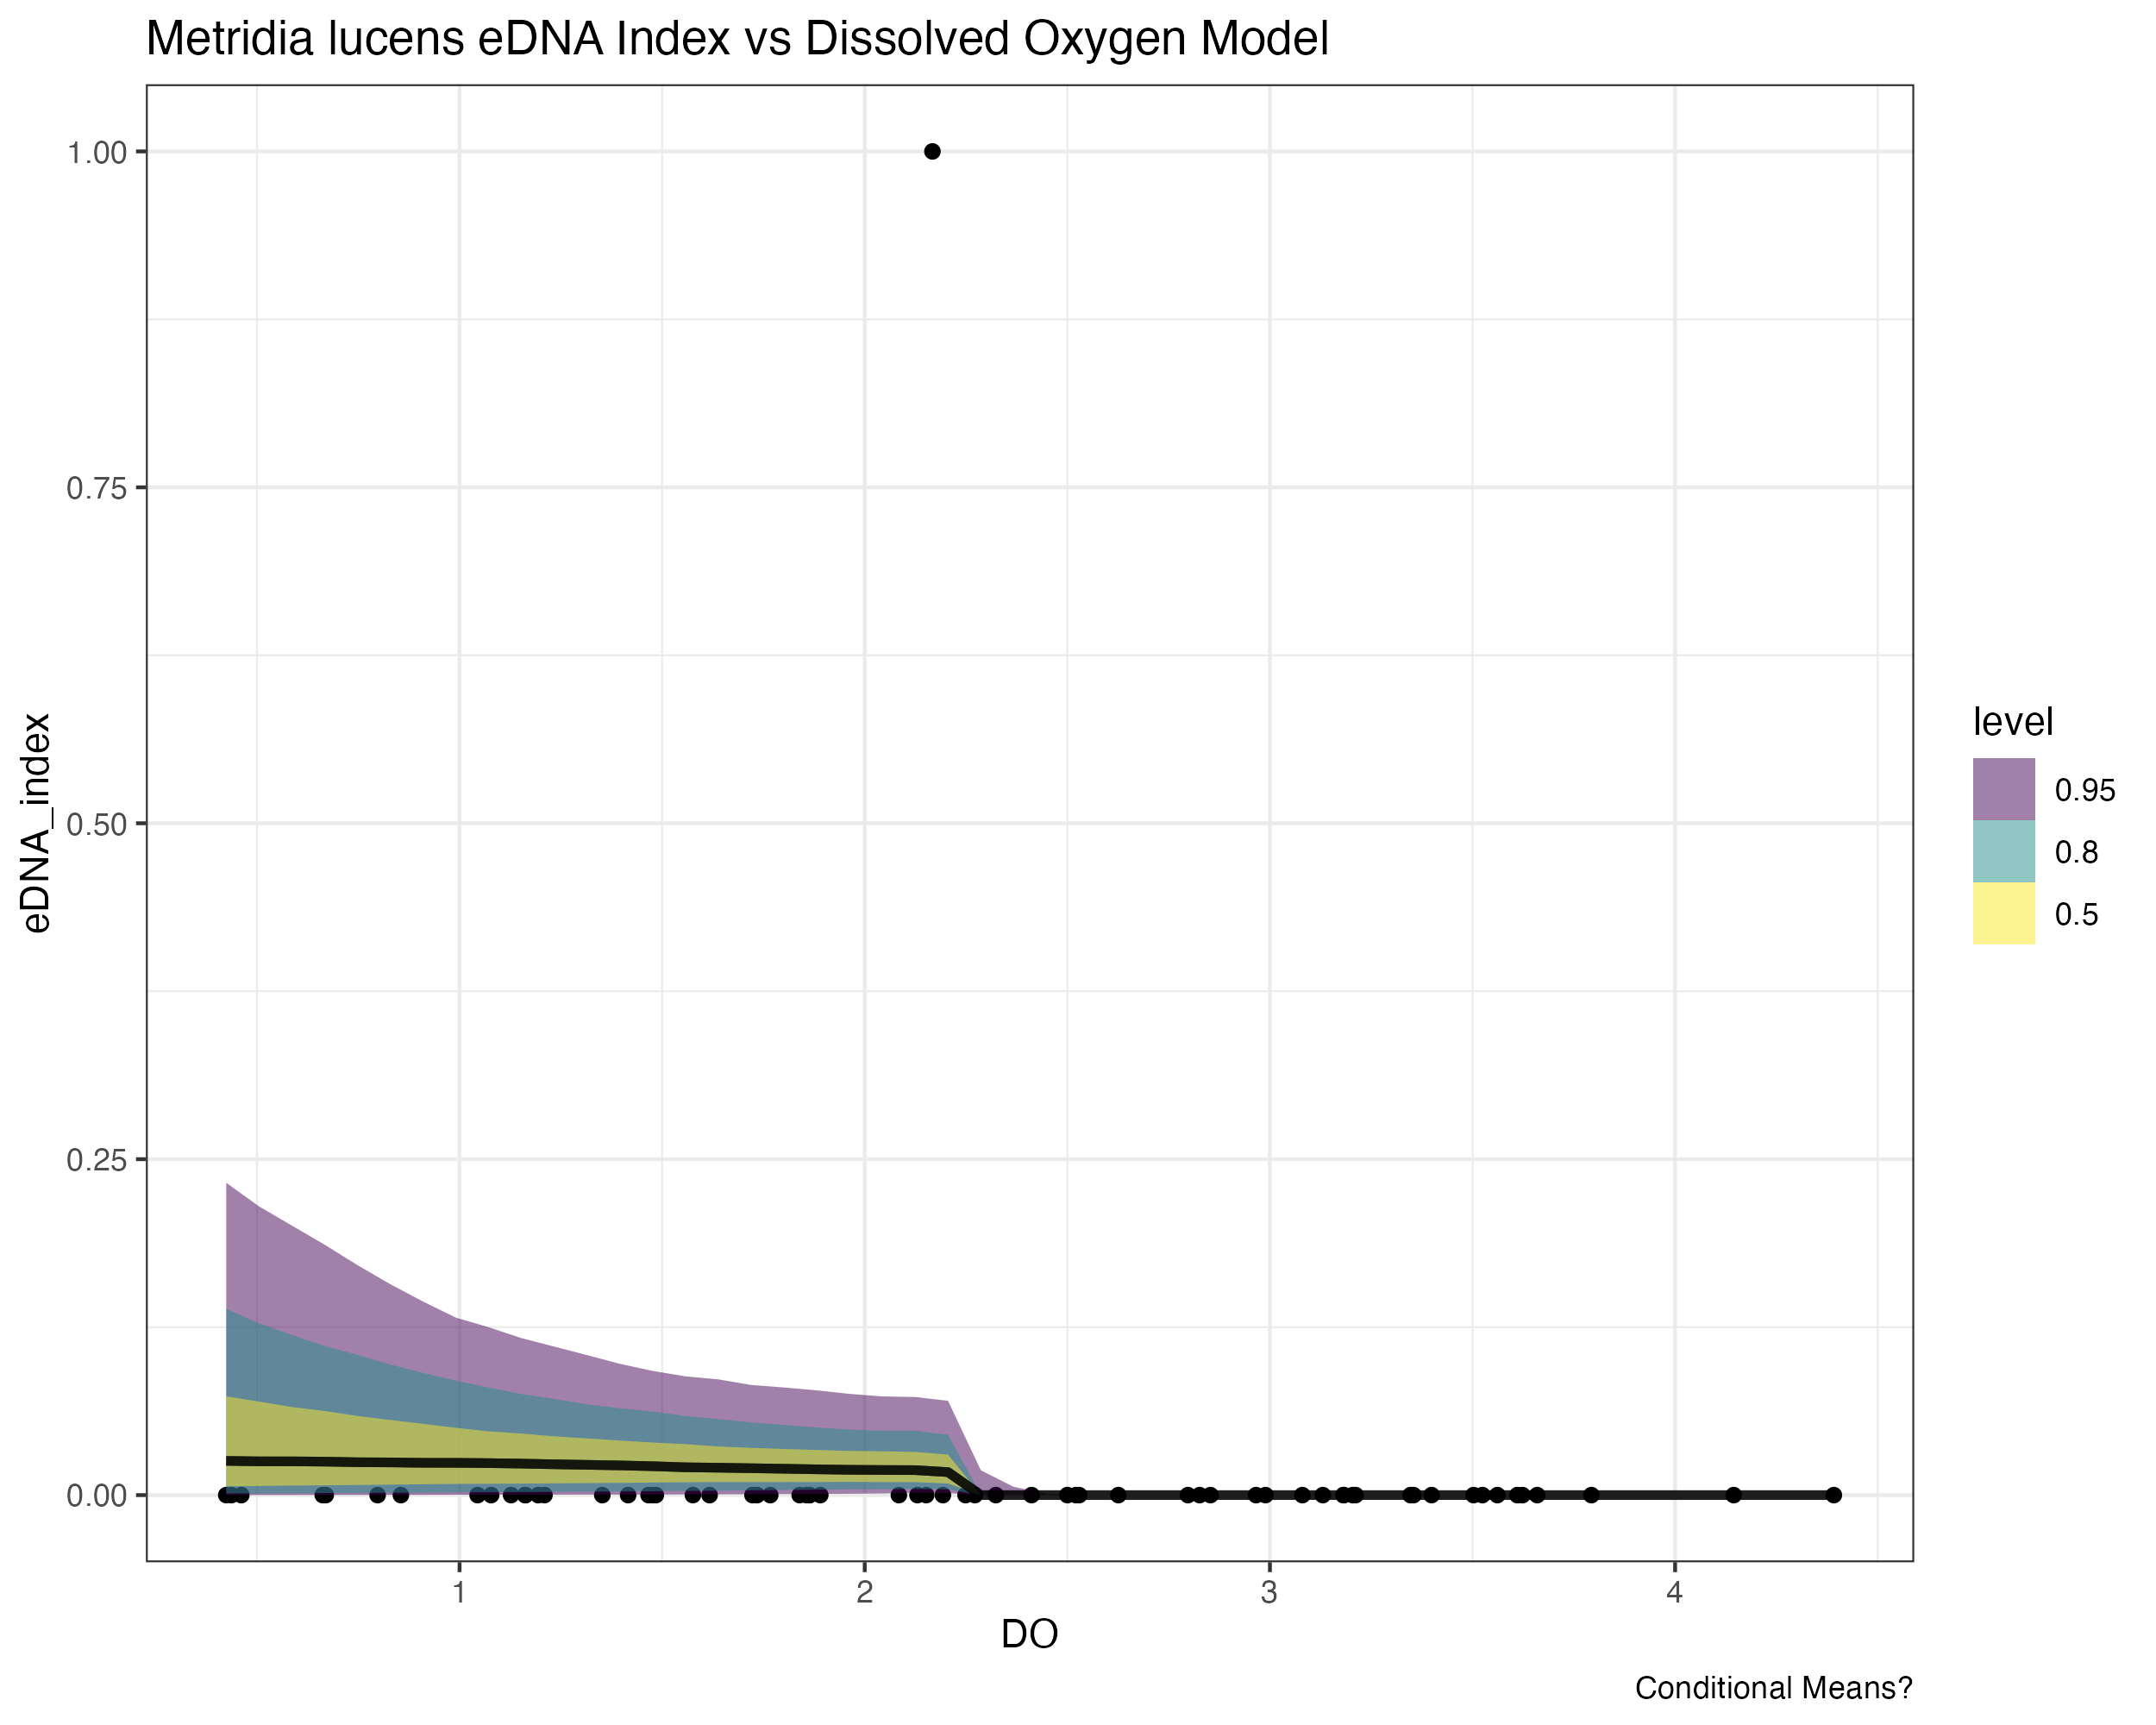 Metridia lucens eDNA Index vs Dissolved Oxygen Model
1.00
0.75
0.50
0.25
0.00
eDNA_index
1 2 3 4
DO
level
0.95
0.8
0.5
Conditional Means?